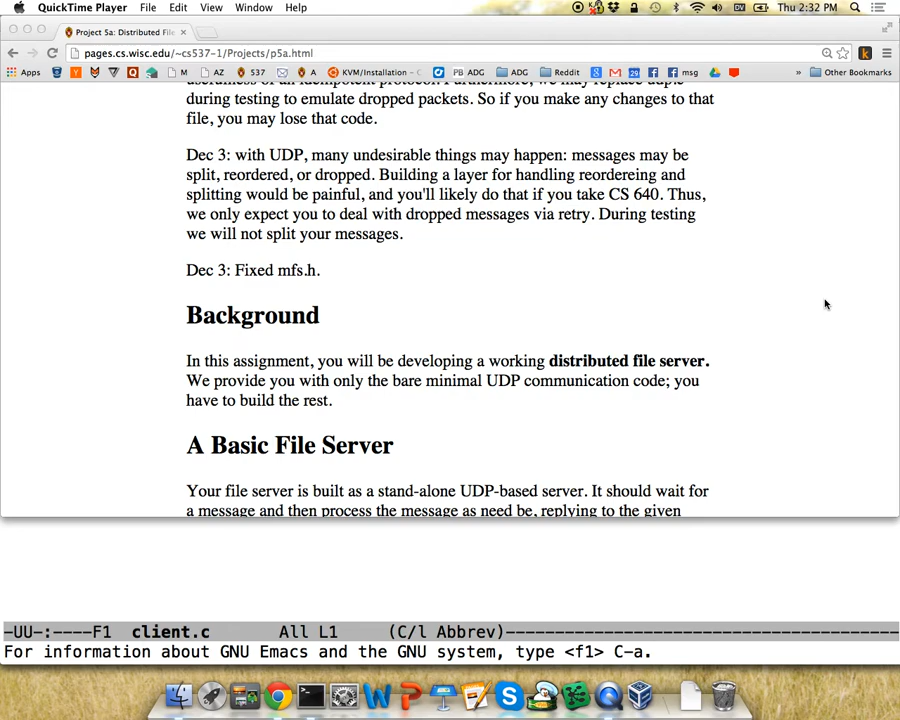 QuickTime Player File Edit View Window Help Thu 2:32 PM
Project 5a: Distributed File
pages.cs.wisc.edu/~cs537-1/Projects/p5a.html
Apps M AZ 537 A KVM/Installation - ADG ADG Reddit msg » Other Bookmarks
during testing to emulate dropped packets. So if you make any changes to that
file, you may lose that code.
Dec 3: with UDP, many undesirable things may happen: messages may be
split, reordered, or dropped. Building a layer for handling reordereing and
splitting would be painful, and you'll likely do that if you take CS 640. Thus,
we only expect you to deal with dropped messages via retry. During testing
we will not split your messages.
Dec 3: Fixed mfs.h.
Background
In this assignment, you will be developing a working distributed file server.
We provide you with only the bare minimal UDP communication code; you
have to build the rest.
A Basic File Server
Your file server is built as a stand-alone UDP-based server. It should wait for
a message and then process the message as need be, replying to the given
-UU-:----F1 client.c All L1 (C/l Abbrev)--------------------------------------------
For information about GNU Emacs and the GNU system, type <f1> C-a.